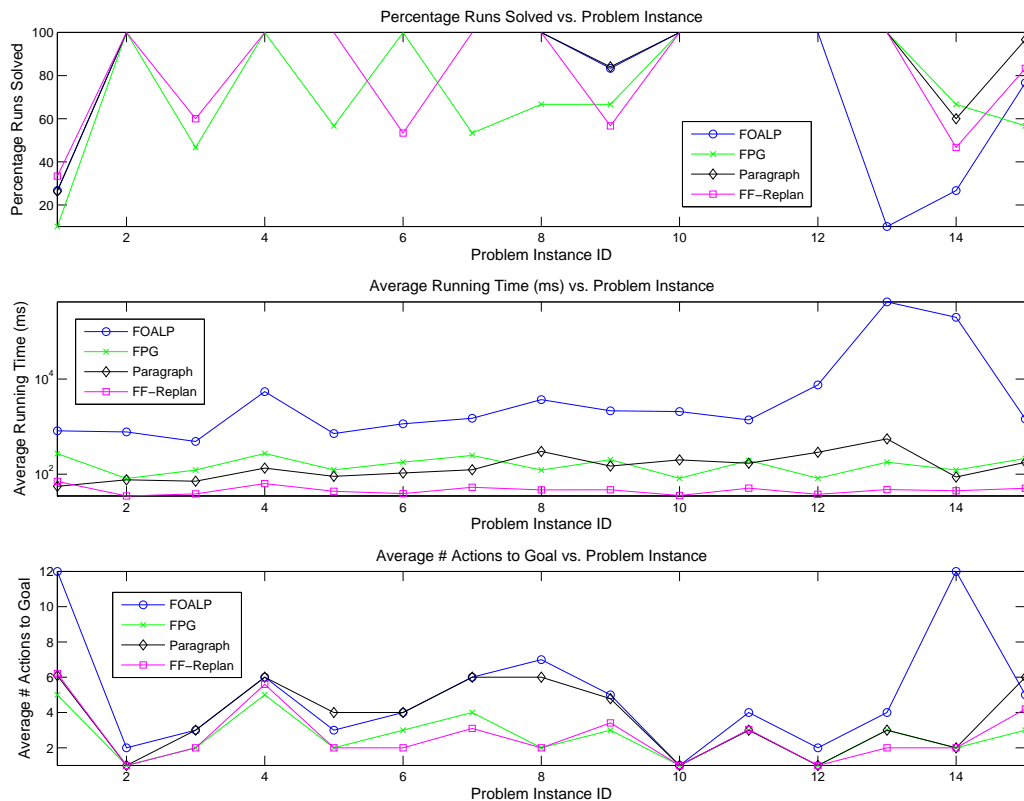 Percentage Runs Solved vs. Problem Instance
Percentage Runs Solved
100
80
60
40
20
FOALP
FPG
Paragraph
FF−Replan
2 4 6 8 10 12 14
Problem Instance ID
Average Running Time (ms) vs. Problem Instance
Average Running Time (ms)
10^4
10^2
FOALP
FPG
Paragraph
FF−Replan
2 4 6 8 10 12 14
Problem Instance ID
Average # Actions to Goal vs. Problem Instance
Average # Actions to Goal
12
10
8
6
4
2
FOALP
FPG
Paragraph
FF−Replan
2 4 6 8 10 12 14
Problem Instance ID